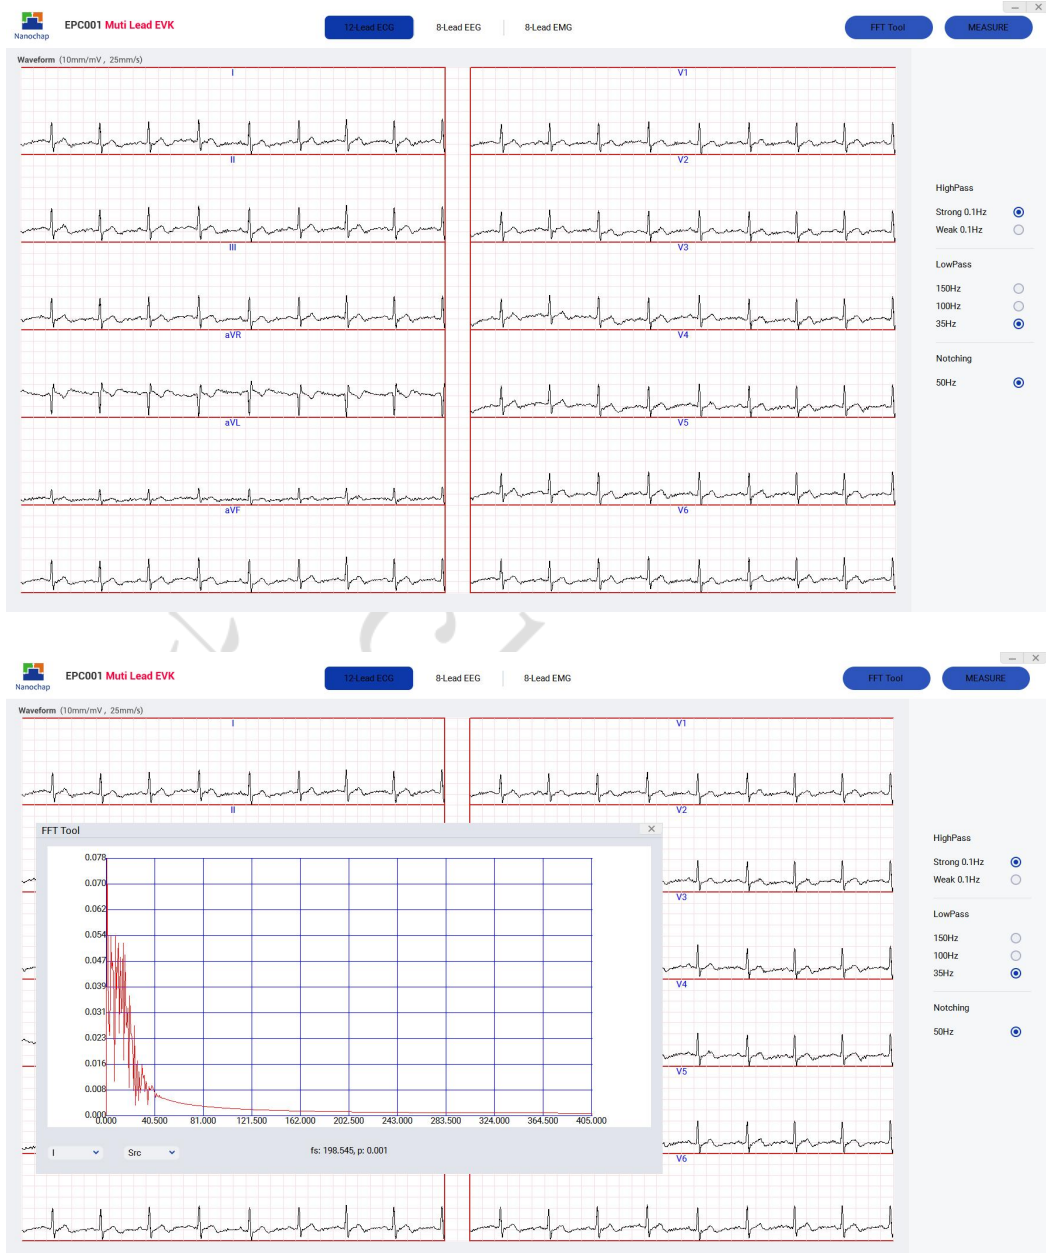 Nanochap
EPC001 Muti Lead EVK
12-Lead ECG
8-Lead EEG
8-Lead EMG
FFT Tool
MEASURE
Waveform (10mm/mV, 25mm/s)
I
V1
II
V2
III
V3
aVR
V4
aVL
V5
aVF
V6
HighPass
Strong 0.1Hz
Weak 0.1Hz
LowPass
150Hz
100Hz
35Hz
Notching
50Hz
Nanochap
EPC001 Muti Lead EVK
12-Lead ECG
8-Lead EEG
8-Lead EMG
FFT Tool
MEASURE
Waveform (10mm/mV, 25mm/s)
I
V1
II
V2
FFT Tool
0.078
0.070
0.062
0.054
0.047
0.039
0.031
0.023
0.016
0.008
0.000
0.000 40.500 81.000 121.500 162.000 202.500 243.000 283.500 324.000 364.500 405.000
I
Src
fs: 198.545, p: 0.001
V3
V4
V5
V6
HighPass
Strong 0.1Hz
Weak 0.1Hz
LowPass
150Hz
100Hz
35Hz
Notching
50Hz